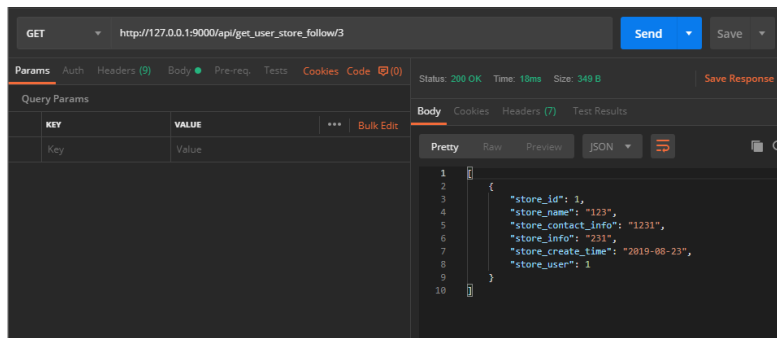 GET http://127.0.0.1:9000/api/get_user_store_follow/3 Send Save
Params Auth Headers (9) Body Pre-req. Tests Cookies Code (0)
Query Params
KEY VALUE ••• Bulk Edit
Key Value
Status: 200 OK Time: 18ms Size: 349 B Save Response
Body Cookies Headers (7) Test Results
Pretty Raw Preview JSON
1 [
2 {
3 "store_id": 1,
4 "store_name": "123",
5 "store_contact_info": "1231",
6 "store_info": "231",
7 "store_create_time": "2019-08-23",
8 "store_user": 1
9 }
10 ]